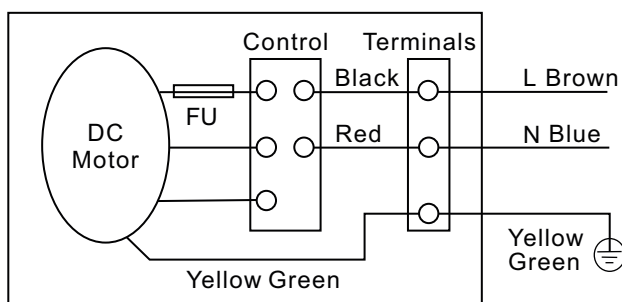 Control
Terminals
Black
L Brown
FU
DC
Motor
Red
N Blue
Yellow
Green
Yellow Green